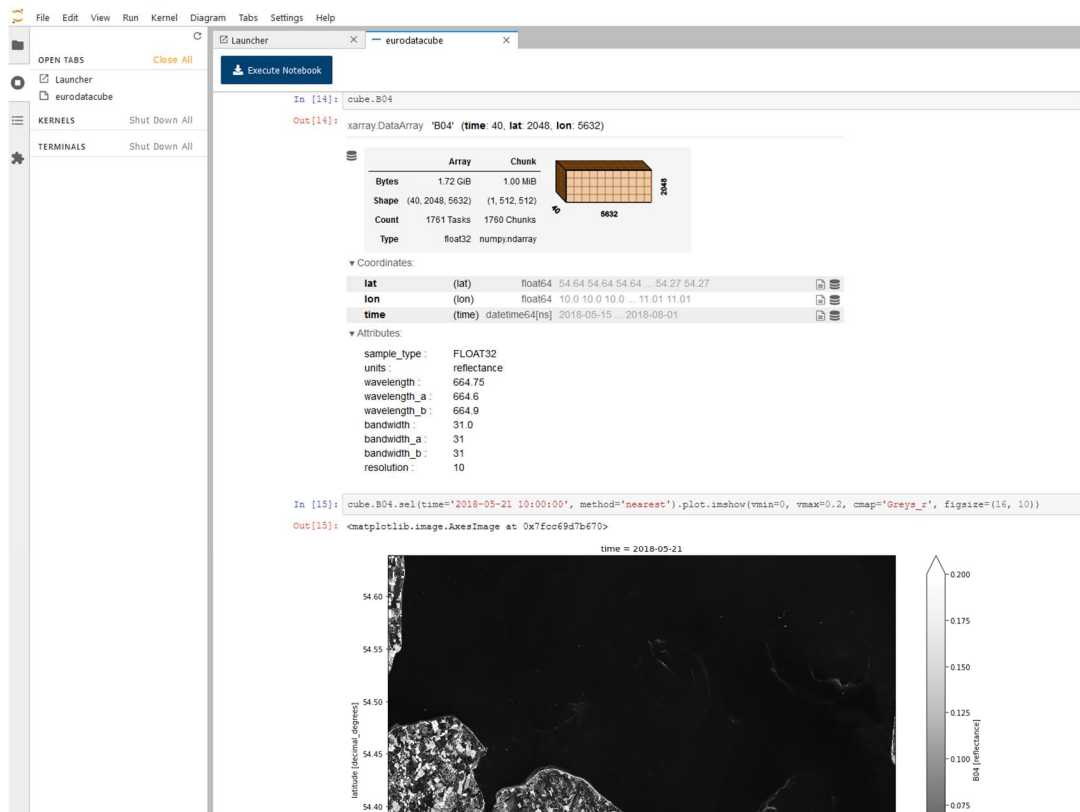 File Edit View Run Kernel Diagram Tabs Settings Help
OPEN TABS Close All
Launcher
eurodatacube
KERNELS Shut Down All
TERMINALS Shut Down All
Launcher eurodatacube
Execute Notebook
In [14]: cube.B04
Out[14]: xarray.DataArray 'B04' (time: 40, lat: 2048, lon: 5632)
Array Chunk
Bytes 1.72 GiB 1.00 MiB
Shape (40, 2048, 5632) (1, 512, 512)
Count 1761 Tasks 1760 Chunks
Type float32 numpy.ndarray
40
5632
2048
▾ Coordinates:
lat (lat) float64 54.64 54.64 54.64 ... 54.27 54.27
lon (lon) float64 10.0 10.0 10.0 ... 11.01 11.01
time (time) datetime64[ns] 2018-05-15 ... 2018-08-01
▾ Attributes:
sample_type : FLOAT32
units : reflectance
wavelength : 664.75
wavelength_a : 664.6
wavelength_b : 664.9
bandwidth : 31.0
bandwidth_a : 31
bandwidth_b : 31
resolution : 10
In [15]: cube.B04.sel(time='2018-05-21 10:00:00', method='nearest').plot.imshow(vmin=0, vmax=0.2, cmap='Greys_r', figsize=(16, 10))
Out[15]: <matplotlib.image.AxesImage at 0x7fcc69d7b670>
time = 2018-05-21
54.60
54.55
54.50
54.45
54.40
latitude [decimal_degrees]
0.200
0.175
0.150
0.125
0.100
0.075
B04 [reflectance]